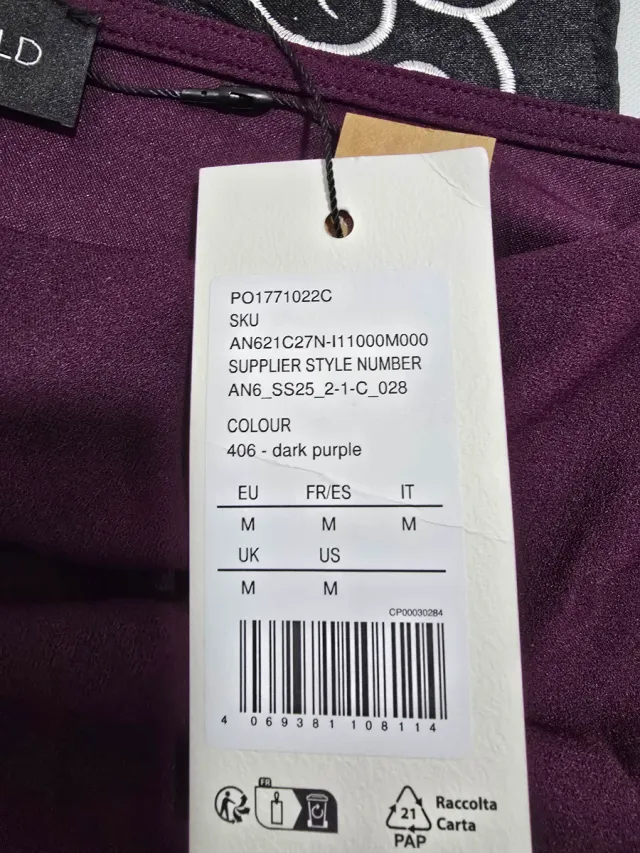 LD
PO1771022C
SKU
AN621C27N-I11000M000
SUPPLIER STYLE NUMBER
AN6_SS25_2-1-C_028
COLOUR
406 - dark purple
EU FR/ES IT
M M M
UK US
M M
CP00030284
4 069381 108114
FR
21
PAP
Raccolta
Carta